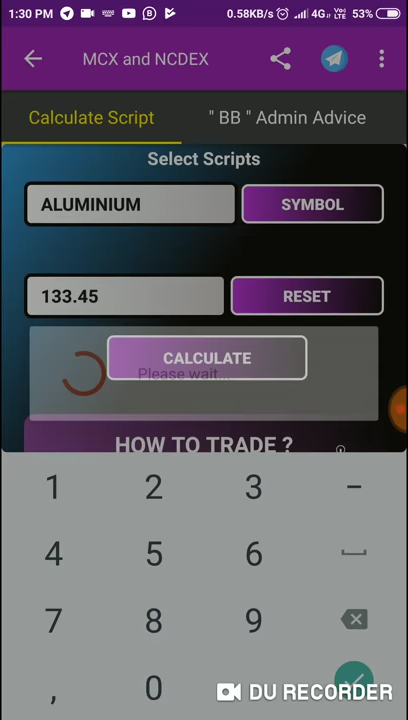 1:30 PM 0.58KB/s 4G VoLTE 53%
MCX and NCDEX
Calculate Script " BB " Admin Advice
Select Scripts
ALUMINIUM SYMBOL
133.45 RESET
CALCULATE
Please wait...
HOW TO TRADE ?
1 2 3 –
4 5 6
7 8 9
, 0
DU RECORDER